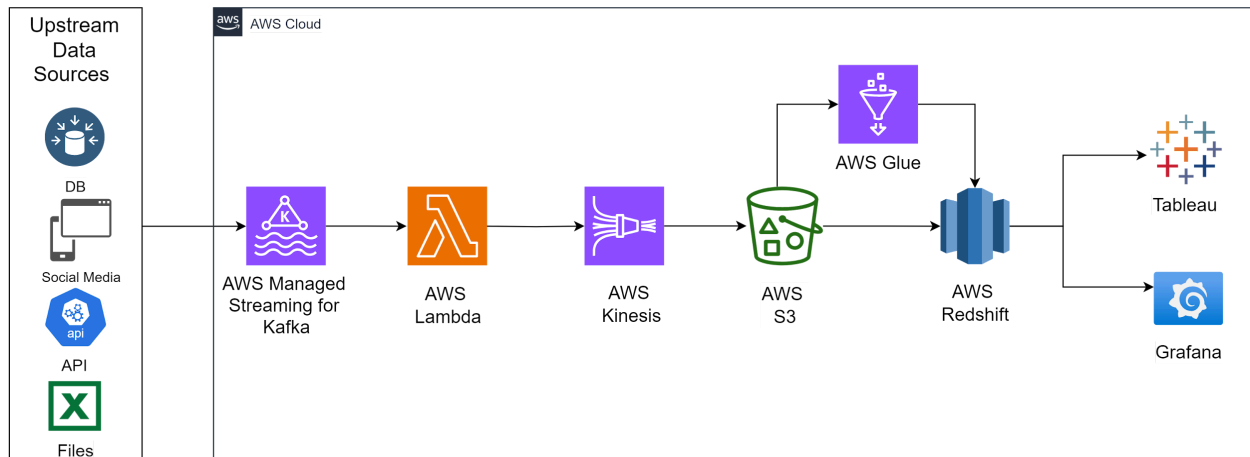 Upstream
Data
Sources
DB
Social Media
api
API
Files
aws
AWS Cloud
K
AWS Managed
Streaming for
Kafka
AWS
Lambda
AWS
Kinesis
AWS
S3
AWS Glue
AWS
Redshift
Tableau
Grafana